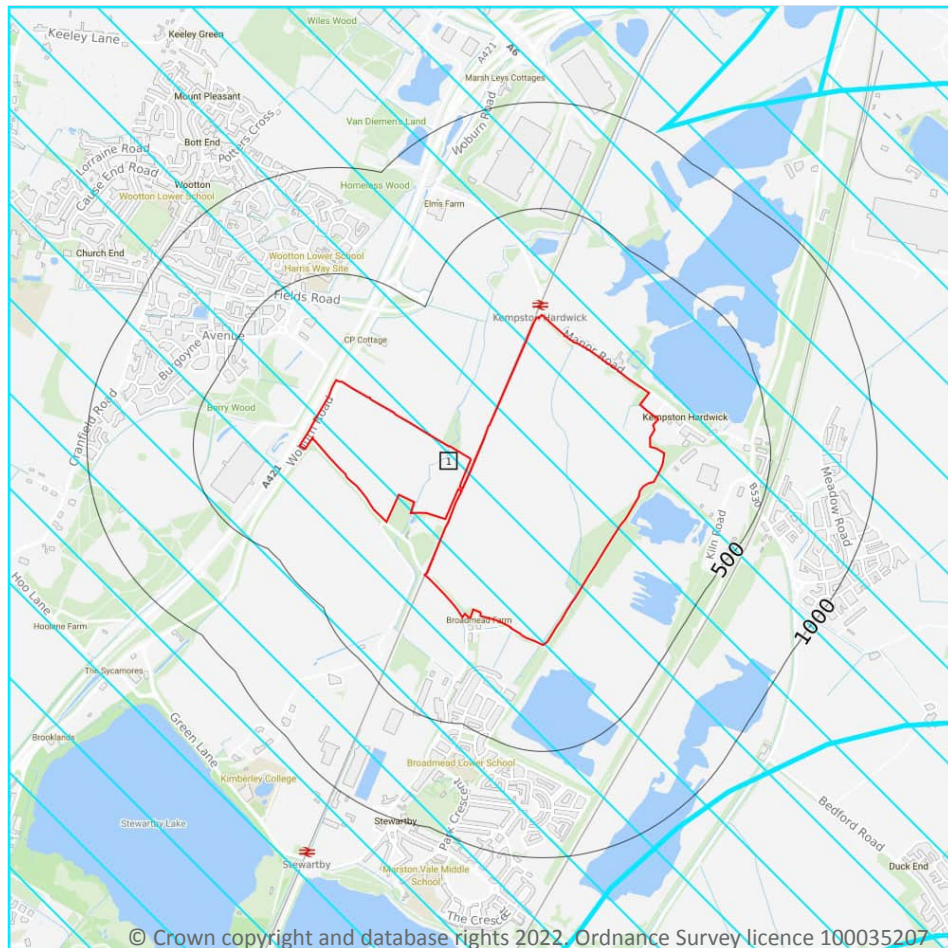 Wiles Wood
Keeley Lane
Keeley Green
A421
A6
Marsh Leys Cottages
Mount Pleasant
Van Diemen's Land
Woburn Road
Bott End
Potters Cross
Lorraine Road
Cause End Road
Wootton
Wootton Lower School
Homeless Wood
Elms Farm
Church End
Wootton Lower School
Harris Way Site
Fields Road
Kempston Hardwick
Manor Road
CP Cottage
Avenue
Burgoyne
Berry Wood
Woburn Road
Kempston Hardwick
Cranfield Road
1
A421
Meadow Road
B530
Kiln Road
500
1000
Hoo Lane
Hoolane Farm
Broadmead Farm
The Sycamores
Green Lane
Brooklands
Broadmead Lower School
Kimberley College
Stewartby Lake
Stewartby
Park Crescent
Bedford Road
Stewartby
Marston Vale Middle
School
Duck End
The Crescent
© Crown copyright and database rights 2022. Ordnance Survey licence 100035207